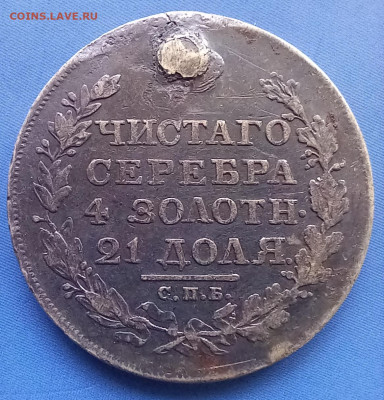 COINS.LAVE.RU
ЧИСТАГО
СЕРЕБРА
4 ЗОЛОТН.
21 ДОЛЯ.
С.П.Б.